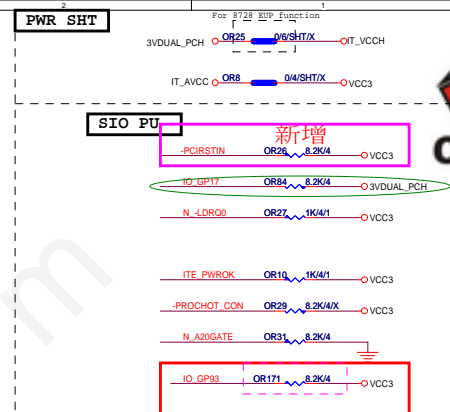 2 1
PWR SHT
For 8728 EUP function
3VDUAL_PCH OR25 0/6/SHT/X IT_VCCH
IT_AVCC OR8 0/4/SHT/X VCC3
SIO PU
新增
-PCIRSTIN OR26 8.2K/4 VCC3
IO_GP17 OR84 8.2K/4 3VDUAL_PCH
N_-LDRQ0 OR27 1K/4/1 VCC3
ITE_PWROK OR10 1K/4/1 VCC3
-PROCHOT_CON OR29 8.2K/4/X VCC3
N_A20GATE OR31 8.2K/4
IO_GP93 OR171 8.2K/4 VCC3